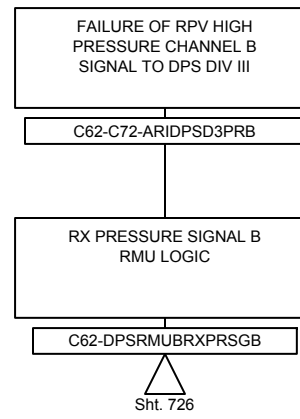 FAILURE OF RPV HIGH
PRESSURE CHANNEL B
SIGNAL TO DPS DIV III
C62-C72-ARIDPSD3PRB
RX PRESSURE SIGNAL B
RMU LOGIC
C62-DPSRMUBRXPRSGB
Sht. 726